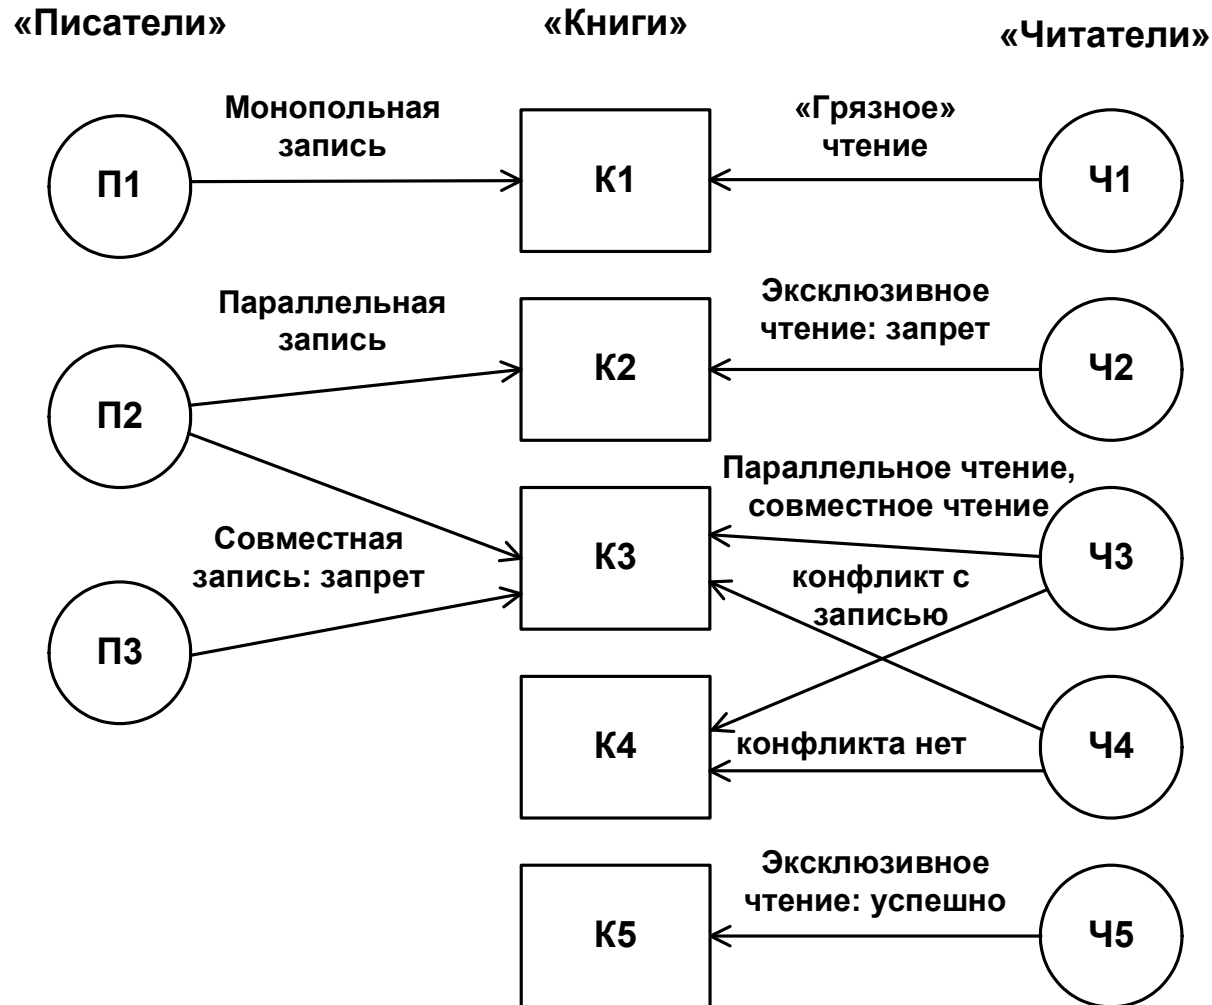 «Писатели»
«Книги»
«Читатели»
Монопольная
запись
«Грязное»
чтение
П1
К1
Ч1
Параллельная
запись
Эксклюзивное
чтение: запрет
П2
К2
Ч2
Параллельное чтение,
совместное чтение
Совместная
запись: запрет
К3
Ч3
конфликт с
записью
П3
К4
конфликта нет
Ч4
Эксклюзивное
чтение: успешно
К5
Ч5